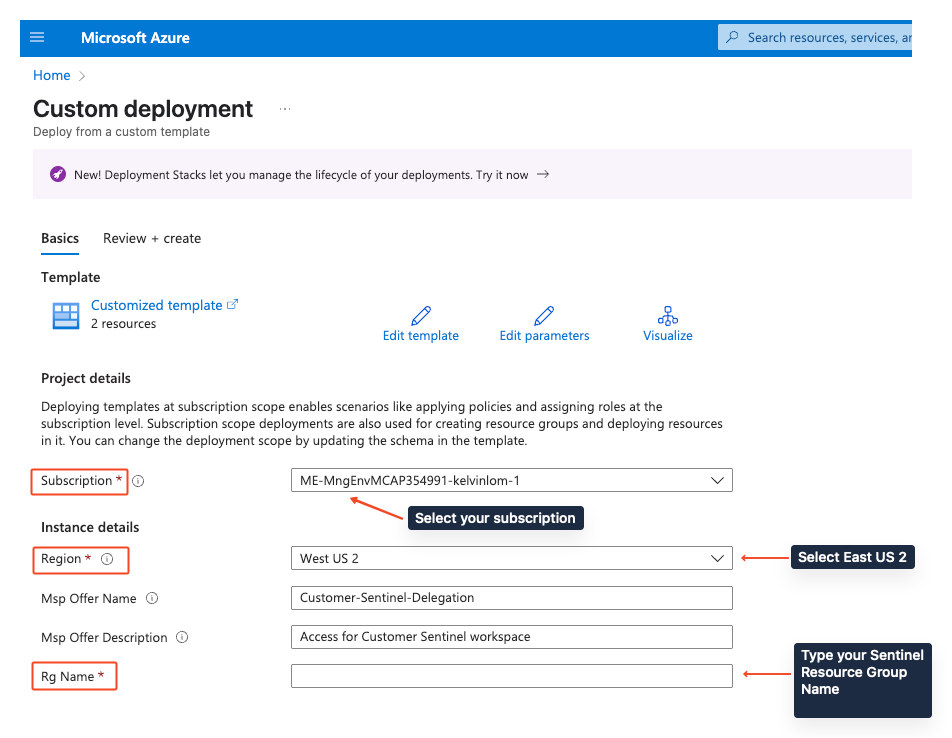 Microsoft Azure
Search resources, services, ar
Home
Custom deployment
Deploy from a custom template
New! Deployment Stacks let you manage the lifecycle of your deployments. Try it now →
Basics
Review + create
Template
Customized template
2 resources
Edit template
Edit parameters
Visualize
Project details
Deploying templates at subscription scope enables scenarios like applying policies and assigning roles at the
subscription level. Subscription scope deployments are also used for creating resource groups and deploying resources
in it. You can change the deployment scope by updating the schema in the template.
Subscription *
ME-MngEnvMCAP354991-kelvinlom-1
Select your subscription
Instance details
Region *
West US 2
Select East US 2
Msp Offer Name
Customer-Sentinel-Delegation
Msp Offer Description
Access for Customer Sentinel workspace
Rg Name *
Type your Sentinel
Resource Group
Name